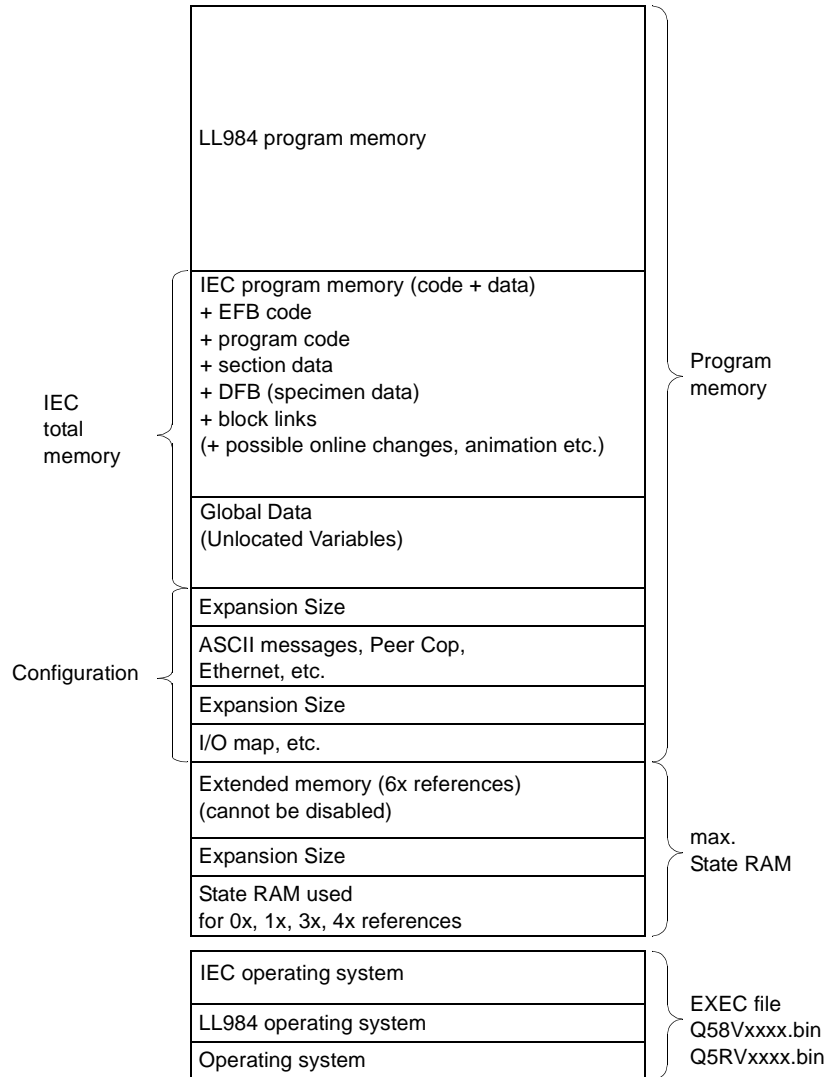 LL984 program memory
IEC program memory (code + data)
+ EFB code
+ program code
+ section data
+ DFB (specimen data)
+ block links
(+ possible online changes, animation etc.)
Program
memory
IEC
total
memory
Global Data
(Unlocated Variables)
Expansion Size
ASCII messages, Peer Cop,
Ethernet, etc.
Configuration
Expansion Size
I/O map, etc.
Extended memory (6x references)
(cannot be disabled)
Expansion Size
max.
State RAM
State RAM used
for 0x, 1x, 3x, 4x references
IEC operating system
LL984 operating system
Operating system
EXEC file
Q58Vxxxx.bin
Q5RVxxxx.bin